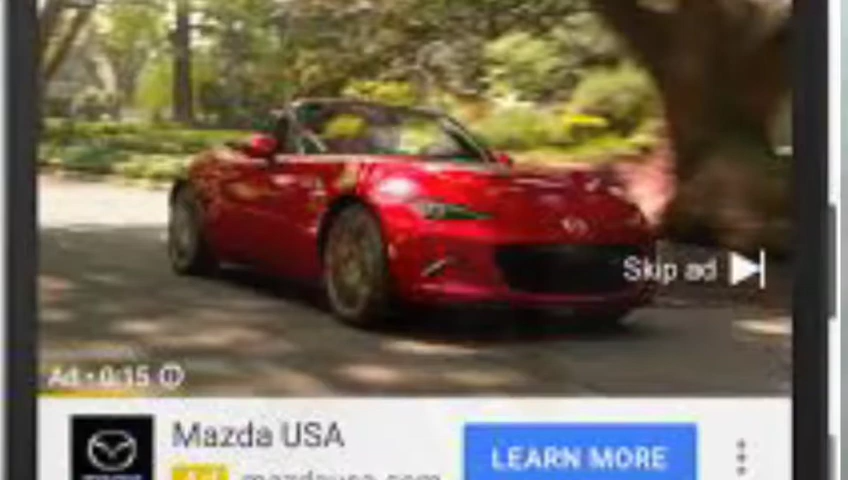 Skip ad
Ad • 0:15
Mazda USA
LEARN MORE
Ad mazdausa.com